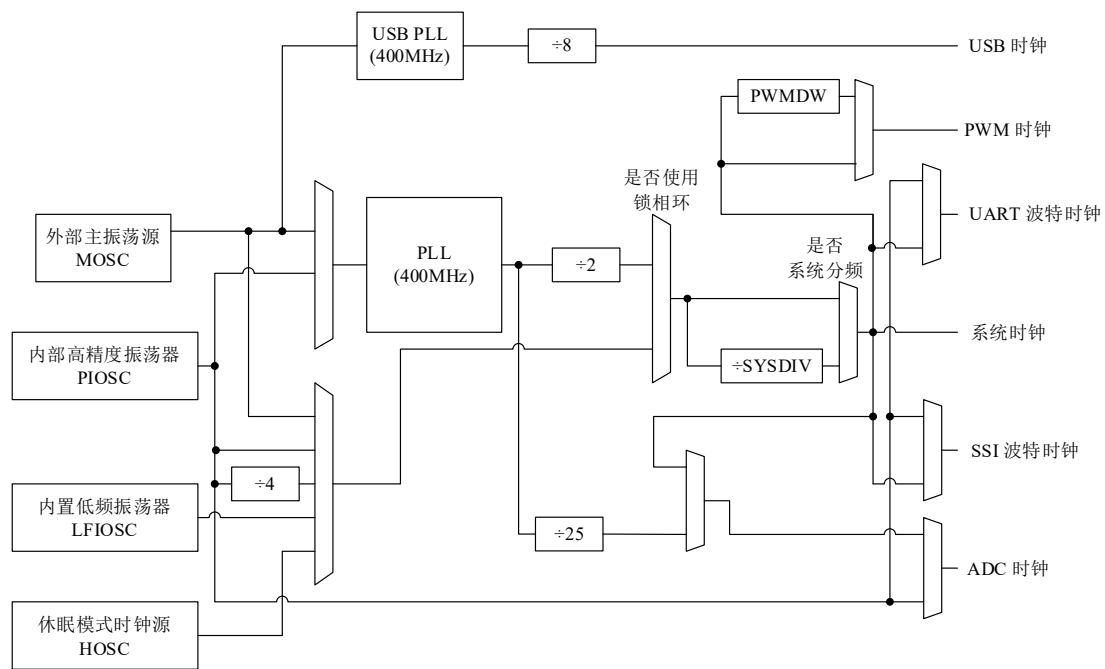 USB PLL
(400MHz)
÷8
USB 时钟
PWMDW
PWM 时钟
是否使用
锁相环
UART 波特时钟
外部主振荡源
MOSC
PLL
(400MHz)
÷2
是否
系统分频
系统时钟
内部高精度振荡器
PIOSC
÷SYSDIV
SSI 波特时钟
÷4
内置低频振荡器
LFIOSC
÷25
ADC 时钟
休眠模式时钟源
HOSC